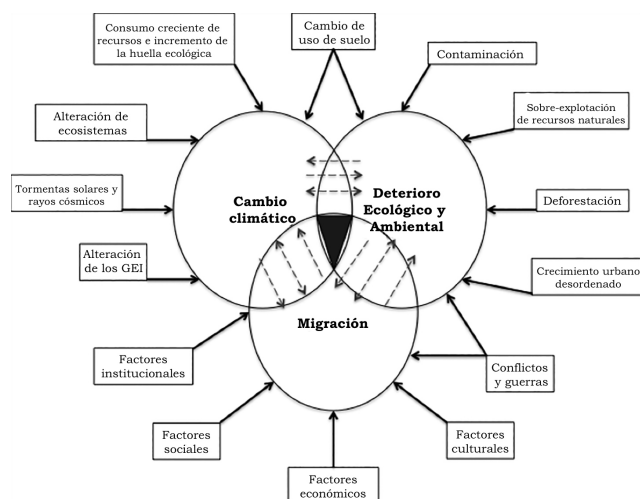 Consumo creciente de
recursos e incremento de
la huella ecológica
Cambio de
uso de suelo
Contaminación
Alteración de
ecosistemas
Sobre-explotación
de recursos naturales
Tormentas solares y
rayos cósmicos
Cambio
climático
Deterioro
Ecológico y
Ambiental
Deforestación
Alteración
de los GEI
Crecimiento urbano
desordenado
Migración
Factores
institucionales
Conflictos
y guerras
Factores
sociales
Factores
culturales
Factores
económicos